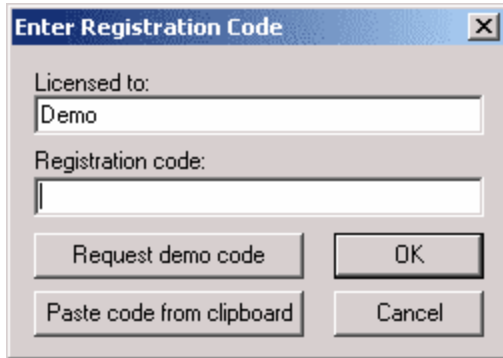 Enter Registration Code
Licensed to:
Demo
Registration code:
Request demo code OK
Paste code from clipboard Cancel